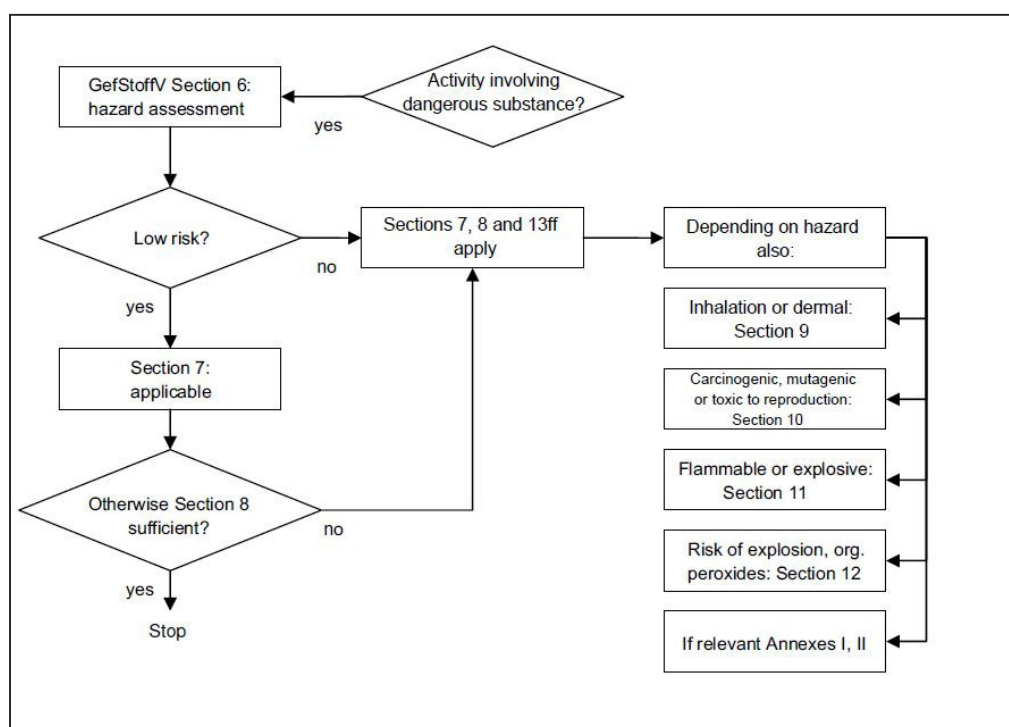 Activity involving
dangerous substance?
yes
GefStoffV Section 6:
hazard assessment
Low risk?
no
yes
Sections 7, 8 and 13ff
apply
Section 7:
applicable
Otherwise Section 8
sufficient?
no
yes
Stop
Depending on hazard
also:
Inhalation or dermal:
Section 9
Carcinogenic, mutagenic
or toxic to reproduction:
Section 10
Flammable or explosive:
Section 11
Risk of explosion, org.
peroxides: Section 12
If relevant Annexes I, II